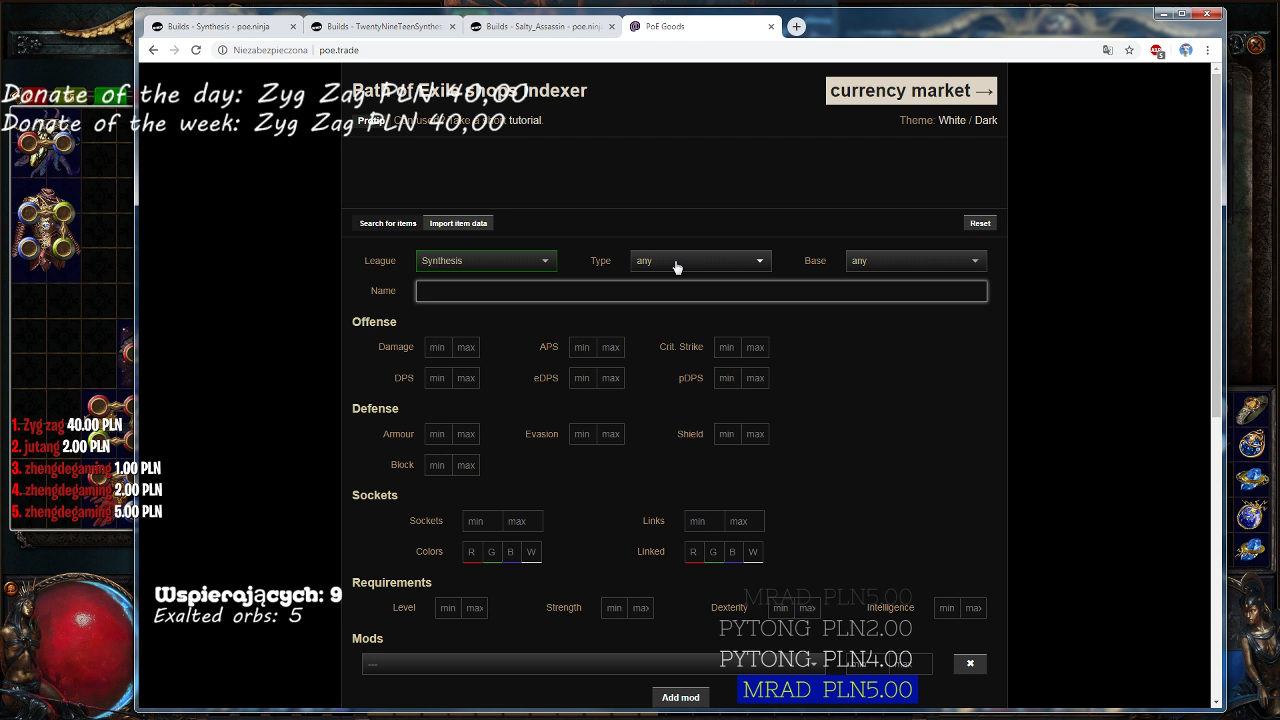 Builds - Synthesis - poe.ninja
Builds - TwentyNineTeenSynthes
Builds - Salty_Assassin - poe.ninj
PoE Goods
Niezabezpieczona
poe.trade
Path of Exile shops indexer
currency market →
Donate of the day: Zyg Zag PLN 40,00
Donate of the week: Zyg Zag PLN 40,00
Protip Confused? Take a short tutorial.
Theme: White / Dark
Search for items
Import item data
Reset
League Synthesis Type any Base any
Name
Offense
Damage min max APS min max Crit. Strike min max
DPS min max eDPS min max pDPS min max
Defense
Armour min max Evasion min max Shield min max
Block min max
1. Zyg zag 40.00 PLN
2. jutang 2.00 PLN
3. zhengdegaming 1.00 PLN
4. zhengdegaming 2.00 PLN
5. zhengdegaming 5.00 PLN
Sockets
Sockets min max Links min max
Colors R G B W Linked R G B W
Requirements
Level min max Strength min max Dexterity min max Intelligence min max
Wspierających: 9
Exalted orbs: 5
Mods
---
Add mod
MRAD PLN5.00
PYTONG PLN2.00
PYTONG PLN4.00
MRAD PLN5.00